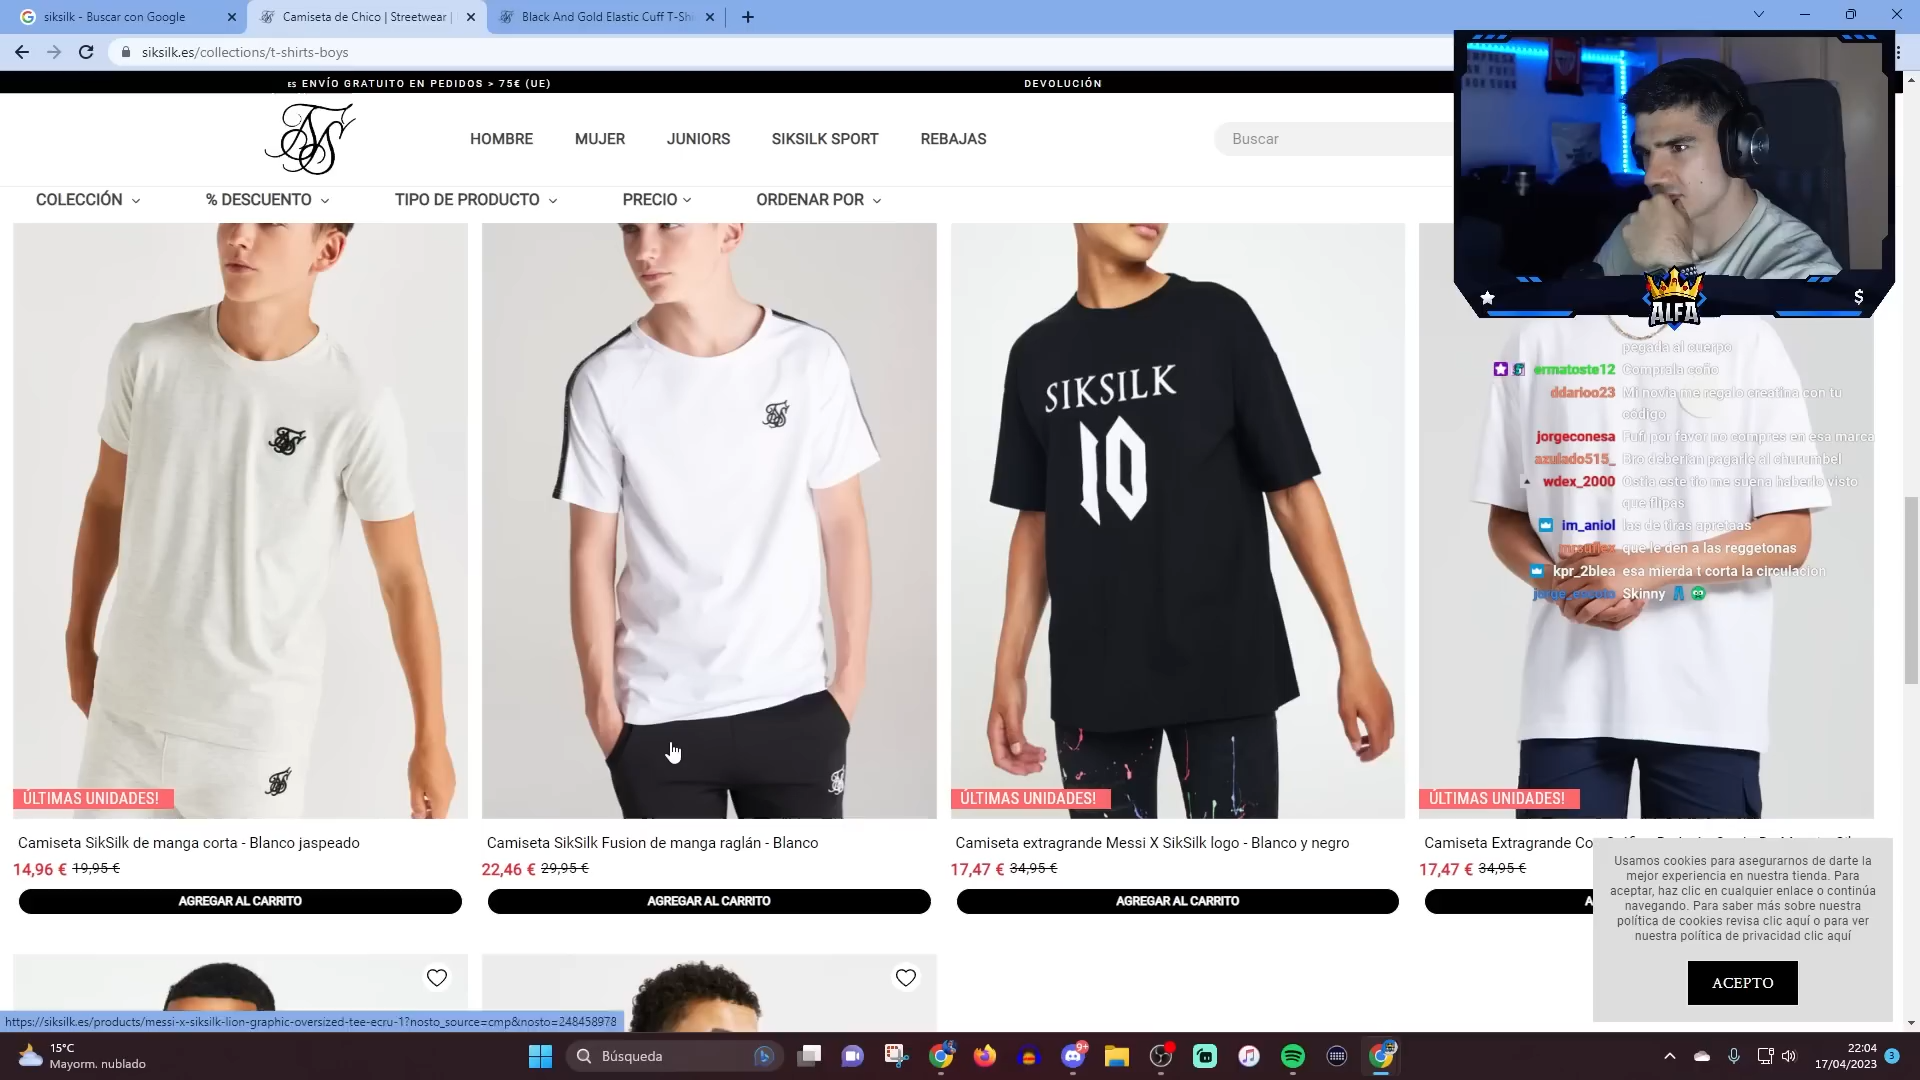 siksilk - Buscar con Google
Camiseta de Chico | Streetwear |
Black And Gold Elastic Cuff T-Shi
siksilk.es/collections/t-shirts-boys
ES ENVÍO GRATUITO EN PEDIDOS > 75€ (UE)
DEVOLUCIÓN
HOMBRE
MUJER
JUNIORS
SIKSILK SPORT
REBAJAS
Buscar
COLECCIÓN
% DESCUENTO
TIPO DE PRODUCTO
PRECIO
ORDENAR POR
ALFA
$
SIKSILK
10
pegada al cuerpo
ermatoste12 Comprala coño
ddarioo23 Mi novia me regalo creatina con tu
código
jorgeconesa Fufi por favor no compres en esa marca
azulado515_ Bro deberian pagarle al churumbel
wdex_2000 Ostia este tio me suena haberlo visto
que flipas
im_aniol las de tiras apretaas
que le den a las reggetonas
kpr_2blea esa mierda t corta la circulación
Skinny
ÚLTIMAS UNIDADES!
ÚLTIMAS UNIDADES!
ÚLTIMAS UNIDADES!
Camiseta SikSilk de manga corta - Blanco jaspeado
14,96 € 19,95 €
AGREGAR AL CARRITO
Camiseta SikSilk Fusion de manga raglán - Blanco
22,46 € 29,95 €
AGREGAR AL CARRITO
Camiseta extragrande Messi X SikSilk logo - Blanco y negro
17,47 € 34,95 €
AGREGAR AL CARRITO
Camiseta Extragrande Co
17,47 € 34,95 €
A
Usamos cookies para asegurarnos de darte la
mejor experiencia en nuestra tienda. Para
aceptar, haz clic en cualquier enlace o continúa
navegando. Para saber más sobre nuestra
política de cookies revisa clic aquí o para ver
nuestra política de privacidad clic aquí
ACEPTO
https://siksilk.es/products/messi-x-siksilk-lion-graphic-oversized-tee-ecru-1?nosto_source=cmp&nosto=248458978
15°C
Mayorm. nublado
Búsqueda
9+
22:04
17/04/2023
3